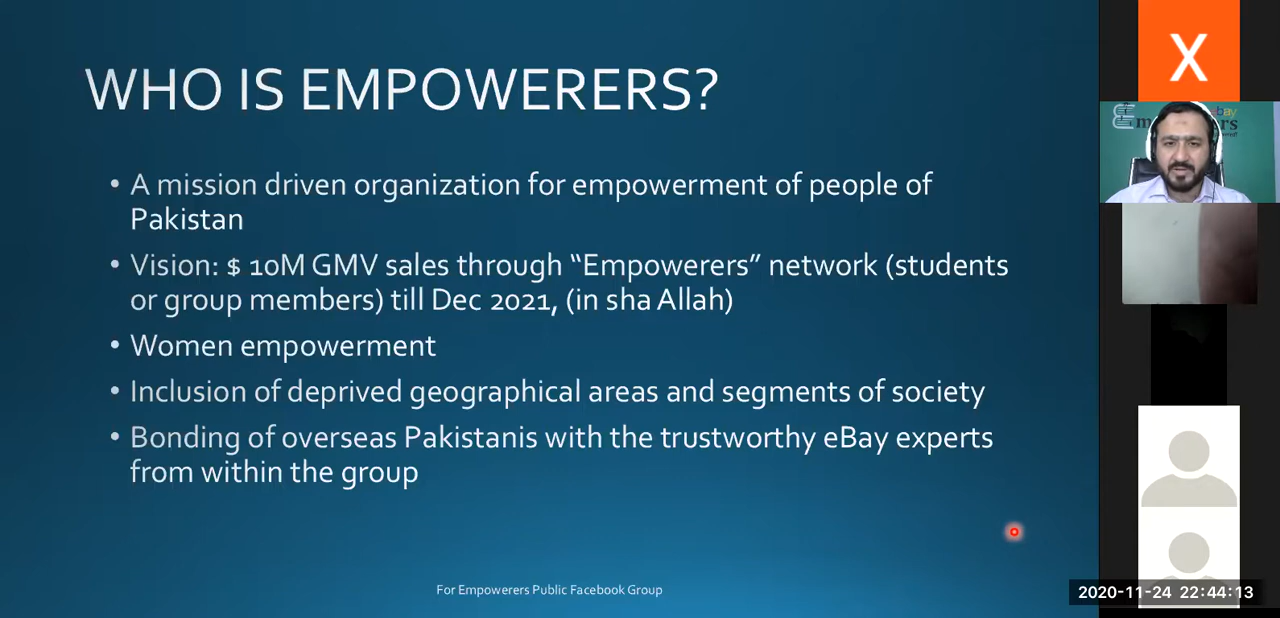 WHO IS EMPOWERERS?
• A mission driven organization for empowerment of people of
Pakistan
• Vision: $ 10M GMV sales through “Empowerers” network (students
or group members) till Dec 2021, (in sha Allah)
• Women empowerment
• Inclusion of deprived geographical areas and segments of society
• Bonding of overseas Pakistanis with the trustworthy eBay experts
from within the group
For Empowerers Public Facebook Group
X
2020-11-24 22:44:13